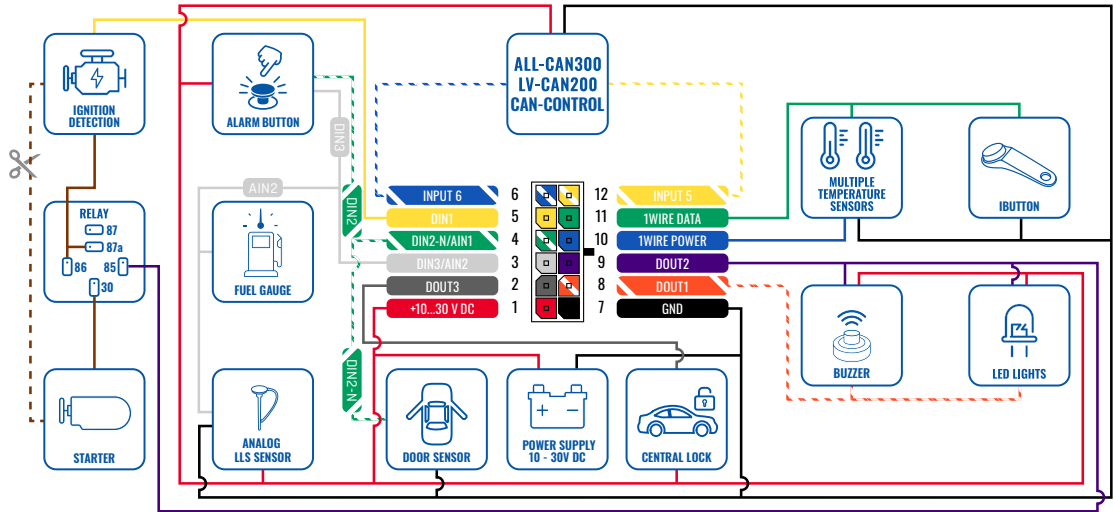 ALL-CAN300
LV-CAN200
CAN-CONTROL
IGNITION
DETECTION
ALARM BUTTON
DIN3
MULTIPLE
TEMPERATURE
SENSORS
IBUTTON
AIN2
DIN2
INPUT 6 6 12 INPUT 5
DIN1 5 11 1WIRE DATA
DIN2-N/AIN1 4 10 1WIRE POWER
DIN3/AIN2 3 9 DOUT2
DOUT3 2 8 DOUT1
+10...30 V DC 1 7 GND
RELAY
87
87a
86 85
30
FUEL GAUGE
BUZZER
LED LIGHTS
DIN2-N
STARTER
ANALOG
LLS SENSOR
DOOR SENSOR
POWER SUPPLY
10 - 30V DC
CENTRAL LOCK